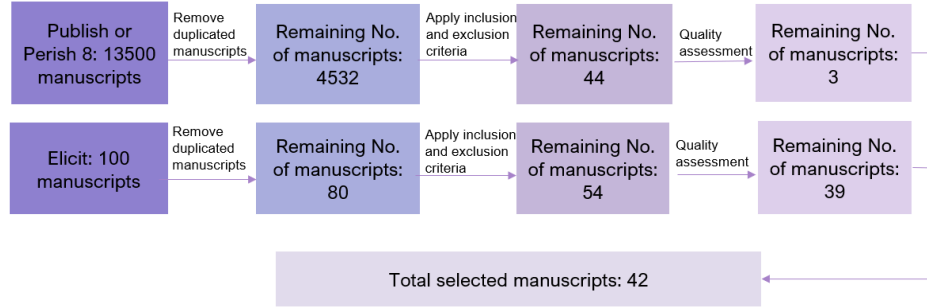 Publish or
Perish 8: 13500
manuscripts
Remove
duplicated
manuscripts
Remaining No.
of manuscripts:
4532
Apply inclusion
and exclusion
criteria
Remaining No.
of manuscripts:
44
Quality
assessment
Remaining No.
of manuscripts:
3
Elicit: 100
manuscripts
Remove
duplicated
manuscripts
Remaining No.
of manuscripts:
80
Apply inclusion
and exclusion
criteria
Remaining No.
of manuscripts:
54
Quality
assessment
Remaining No.
of manuscripts:
39
Total selected manuscripts: 42